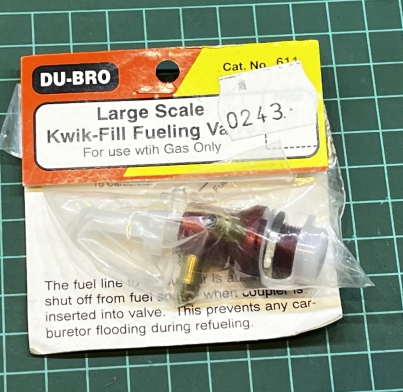 DU-BRO
Cat. No. 611
Large Scale
Kwik-Fill Fueling Va
0243.
For use wtih Gas Only
The fuel line to is
shut off from fuel when coupler is
inserted into valve. This prevents any car-
buretor flooding during refueling.